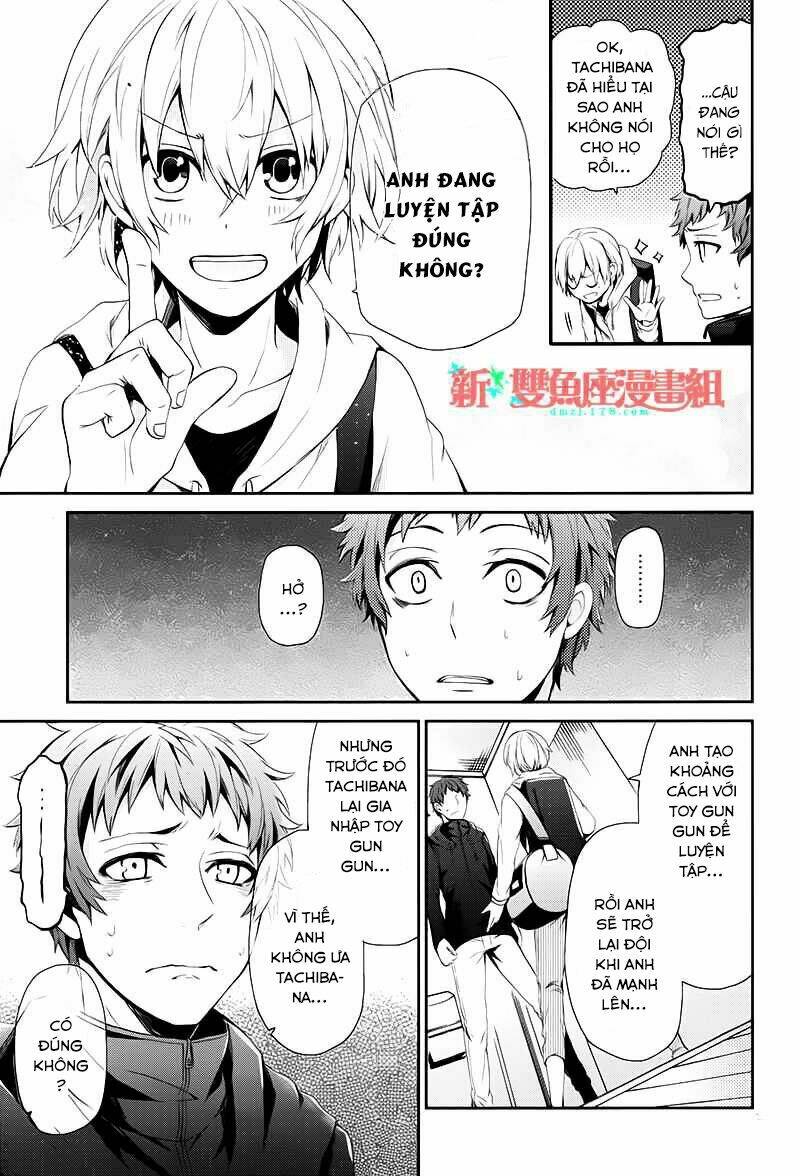 ...CẬU
ĐANG
NÓI GÌ
THẾ?
OK,
TACHIBANA
ĐÃ HIỂU TẠI
SAO ANH
KHÔNG NÓI
CHO HỌ
RỒI...
ANH ĐANG
LUYỆN TẬP
ĐÚNG
KHÔNG?
新☆雙魚座漫畫組
dmzj.178.com
.........
HỞ
...?
ANH TẠO
KHOẢNG
CÁCH VỚI
TOY GUN
GUN ĐỂ
LUYỆN
TẬP...
RỒI ANH
SẼ TRỞ
LẠI ĐỘI
KHI ANH
ĐÃ MẠNH
LÊN...
NHƯNG
TRƯỚC ĐÓ
TACHIBANA
LẠI GIA
NHẬP TOY
GUN
GUN...
VÌ THẾ,
ANH
KHÔNG ƯA
TACHIBA-
NA...
......
CÓ
ĐÚNG
KHÔNG
?